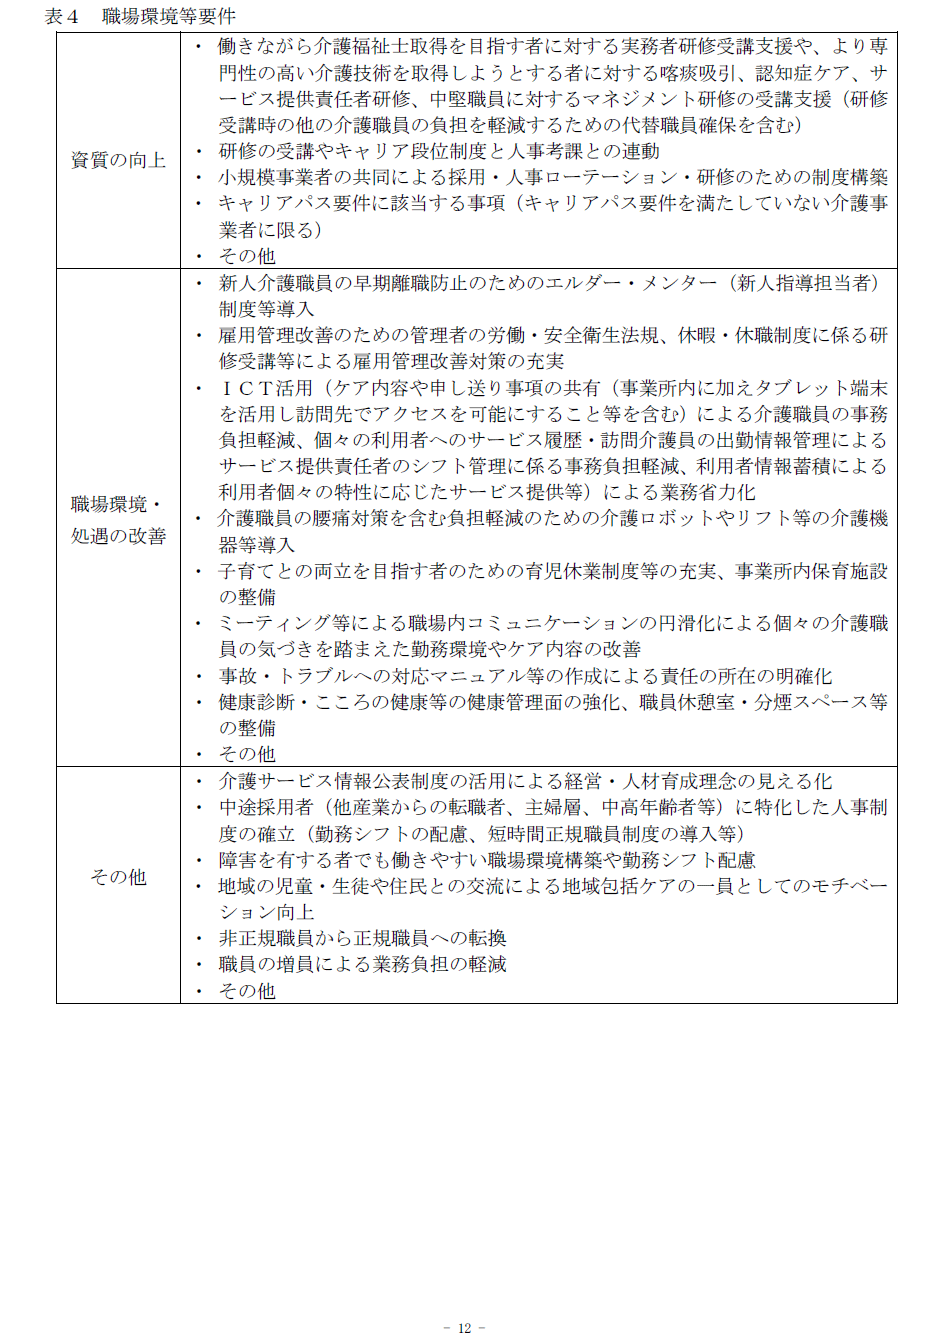 表４　職場環境等要件
資質の向上
・ 働きながら介護福祉士取得を目指す者に対する実務者研修受講支援や、より専
門性の高い介護技術を取得しようとする者に対する喀痰吸引、認知症ケア、サ
ービス提供責任者研修、中堅職員に対するマネジメント研修の受講支援（研修
受講時の他の介護職員の負担を軽減するための代替職員確保を含む）
・ 研修の受講やキャリア段位制度と人事考課との連動
・ 小規模事業者の共同による採用・人事ローテーション・研修のための制度構築
・ キャリアパス要件に該当する事項（キャリアパス要件を満たしていない介護事
業者に限る）
・ その他
職場環境・
処遇の改善
・ 新人介護職員の早期離職防止のためのエルダー・メンター（新人指導担当者）
制度等導入
・ 雇用管理改善のための管理者の労働・安全衛生法規、休暇・休職制度に係る研
修受講等による雇用管理改善対策の充実
・ ＩＣＴ活用（ケア内容や申し送り事項の共有（事業所内に加えタブレット端末
を活用し訪問先でアクセスを可能にすること等を含む）による介護職員の事務
負担軽減、個々の利用者へのサービス履歴・訪問介護員の出勤情報管理による
サービス提供責任者のシフト管理に係る事務負担軽減、利用者情報蓄積による
利用者個々の特性に応じたサービス提供等）による業務省力化
・ 介護職員の腰痛対策を含む負担軽減のための介護ロボットやリフト等の介護機
器等導入
・ 子育てとの両立を目指す者のための育児休業制度等の充実、事業所内保育施設
の整備
・ ミーティング等による職場内コミュニケーションの円滑化による個々の介護職
員の気づきを踏まえた勤務環境やケア内容の改善
・ 事故・トラブルへの対応マニュアル等の作成による責任の所在の明確化
・ 健康診断・こころの健康等の健康管理面の強化、職員休憩室・分煙スペース等
の整備
・ その他
その他
・ 介護サービス情報公表制度の活用による経営・人材育成理念の見える化
・ 中途採用者（他産業からの転職者、主婦層、中高年齢者等）に特化した人事制
度の確立（勤務シフトの配慮、短時間正規職員制度の導入等）
・ 障害を有する者でも働きやすい職場環境構築や勤務シフト配慮
・ 地域の児童・生徒や住民との交流による地域包括ケアの一員としてのモチベー
ション向上
・ 非正規職員から正規職員への転換
・ 職員の増員による業務負担の軽減
・ その他
- 12 -